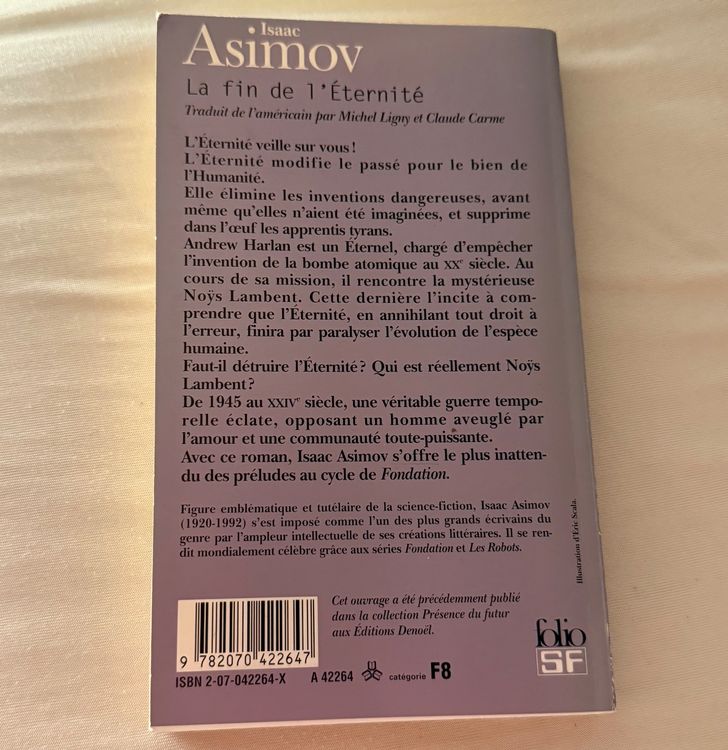 Isaac
Asimov
La fin de l'Éternité
Traduit de l'américain par Michel Ligny et Claude Carme
L'Éternité veille sur vous !
L'Éternité modifie le passé pour le bien de
l'Humanité.
Elle élimine les inventions dangereuses, avant
même qu'elles n'aient été imaginées, et supprime
dans l'œuf les apprentis tyrans.
Andrew Harlan est un Éternel, chargé d'empêcher
l'invention de la bombe atomique au XXe siècle. Au
cours de sa mission, il rencontre la mystérieuse
Noÿs Lambent. Cette dernière l'incite à com-
prendre que l'Éternité, en annihilant tout droit à
l'erreur, finira par paralyser l'évolution de l'espèce
humaine.
Faut-il détruire l'Éternité ? Qui est réellement Noÿs
Lambent ?
De 1945 au XXIVe siècle, une véritable guerre tempo-
relle éclate, opposant un homme aveuglé par
l'amour et une communauté toute-puissante.
Avec ce roman, Isaac Asimov s'offre le plus inatten-
du des préludes au cycle de Fondation.
Figure emblématique et tutélaire de la science-fiction, Isaac Asimov
(1920-1992) s'est imposé comme l'un des plus grands écrivains du
genre par l'ampleur intellectuelle de ses créations littéraires. Il se ren-
dit mondialement célèbre grâce aux séries Fondation et Les Robots.
Illustration d'Eric Scala.
Cet ouvrage a été précédemment publié
dans la collection Présence du futur
aux Éditions Denoël.
9 782070 422647
ISBN 2-07-042264-X A 42264 catégorie F8
folio
SF